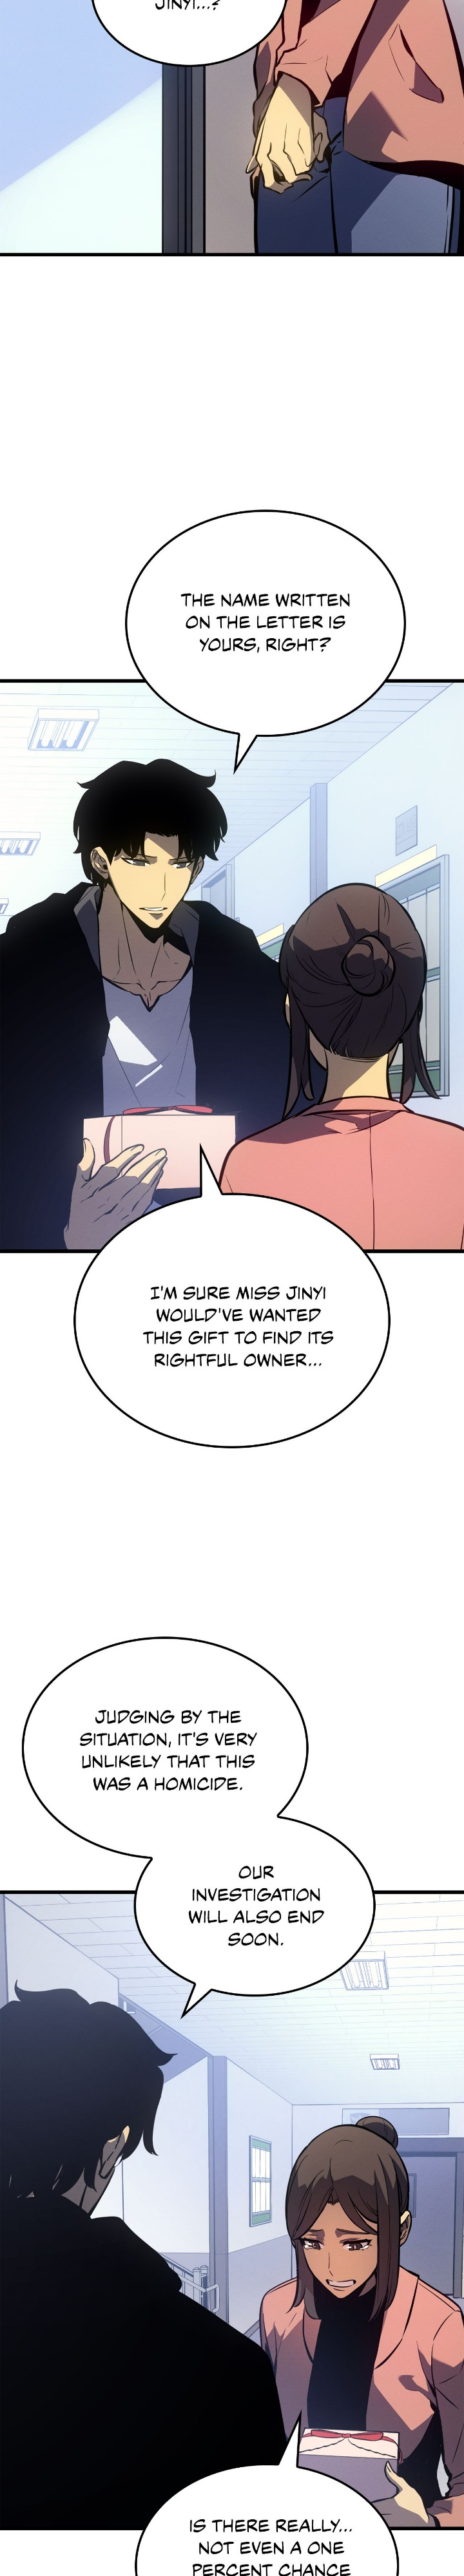 JINYI...?
THE NAME WRITTEN
ON THE LETTER IS
YOURS, RIGHT?
I'M SURE MISS JINYI
WOULD'VE WANTED
THIS GIFT TO FIND ITS
RIGHTFUL OWNER...
JUDGING BY THE
SITUATION, IT'S VERY
UNLIKELY THAT THIS
WAS A HOMICIDE.
OUR
INVESTIGATION
WILL ALSO END
SOON.
IS THERE REALLY...
NOT EVEN A ONE
PERCENT CHANCE